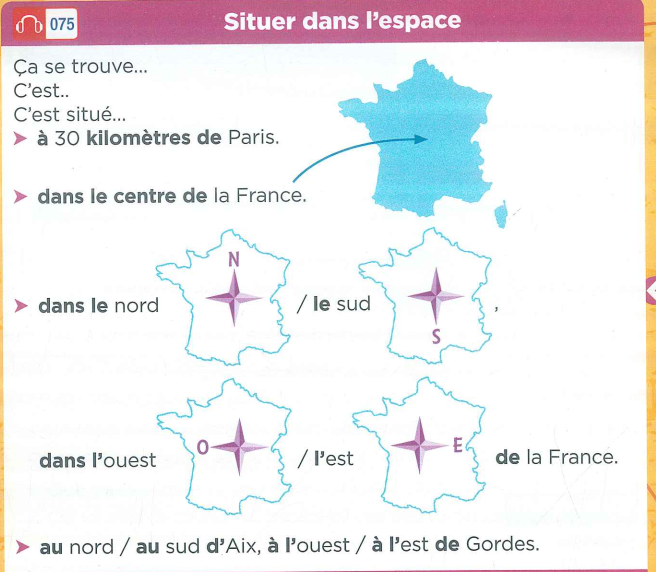 075 Situer dans l'espace
Ça se trouve...
C'est..
C'est situé...
➤ à 30 kilomètres de Paris.
➤ dans le centre de la France.
N
➤ dans le nord / le sud ,
S
O E
dans l'ouest / l'est de la France.
➤ au nord / au sud d'Aix, à l'ouest / à l'est de Gordes.